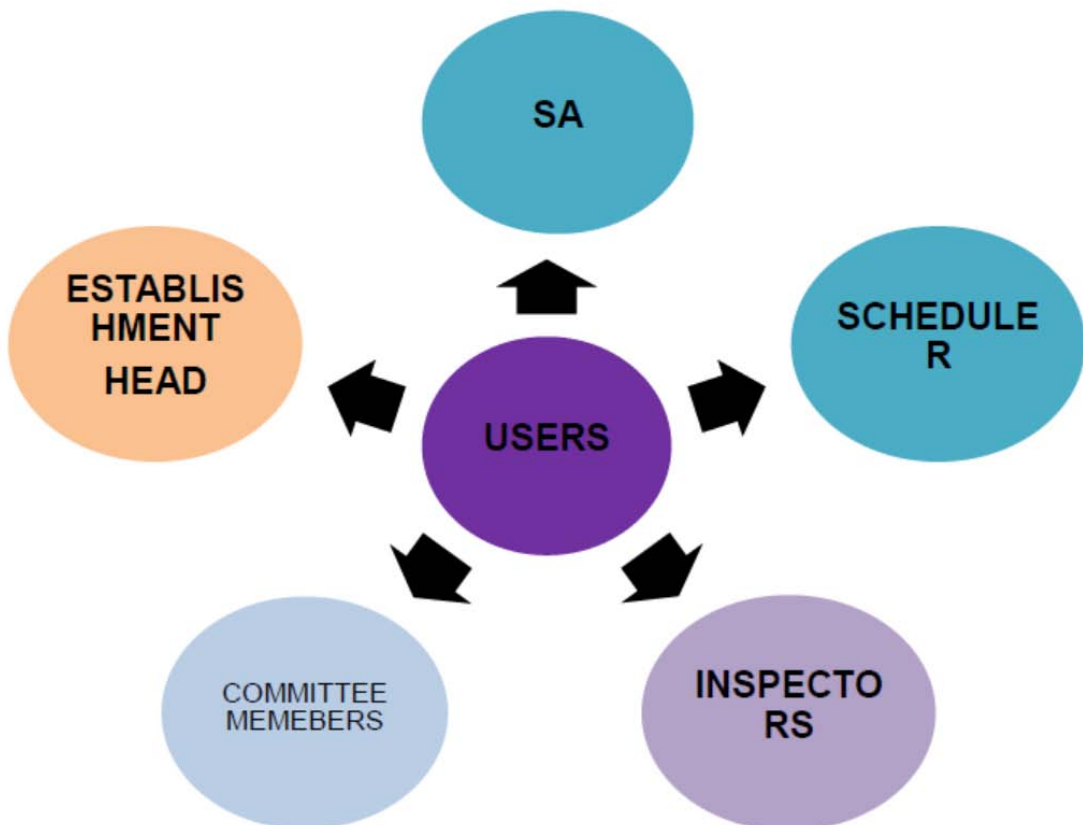 SA
ESTABLIS
HMENT
HEAD
SCHEDULE
R
USERS
COMMITTEE
MEMEBERS
INSPECTO
RS